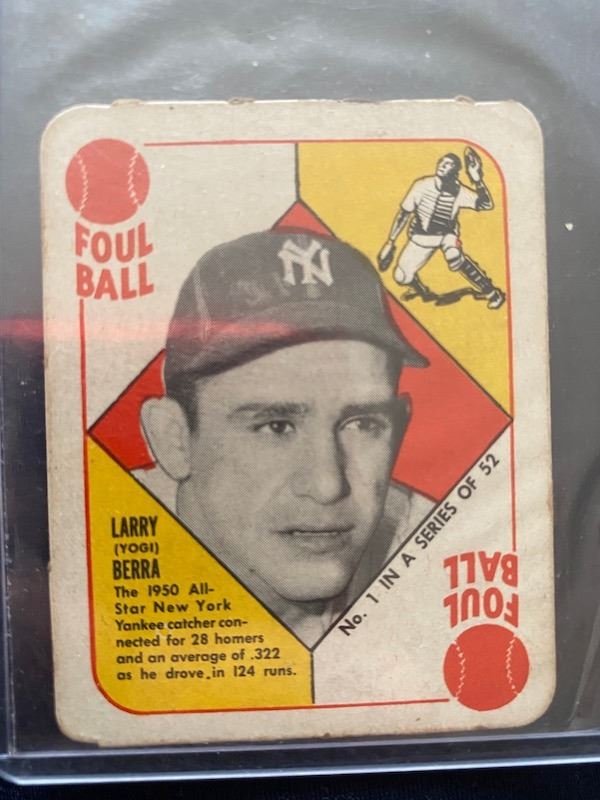 FOUL
BALL
NY
LARRY
(YOGI)
BERRA
The 1950 All-
Star New York
Yankee catcher con-
nected for 28 homers
and an average of .322
as he drove in 124 runs.
No. 1 IN A SERIES OF 52
FOUL
BALL